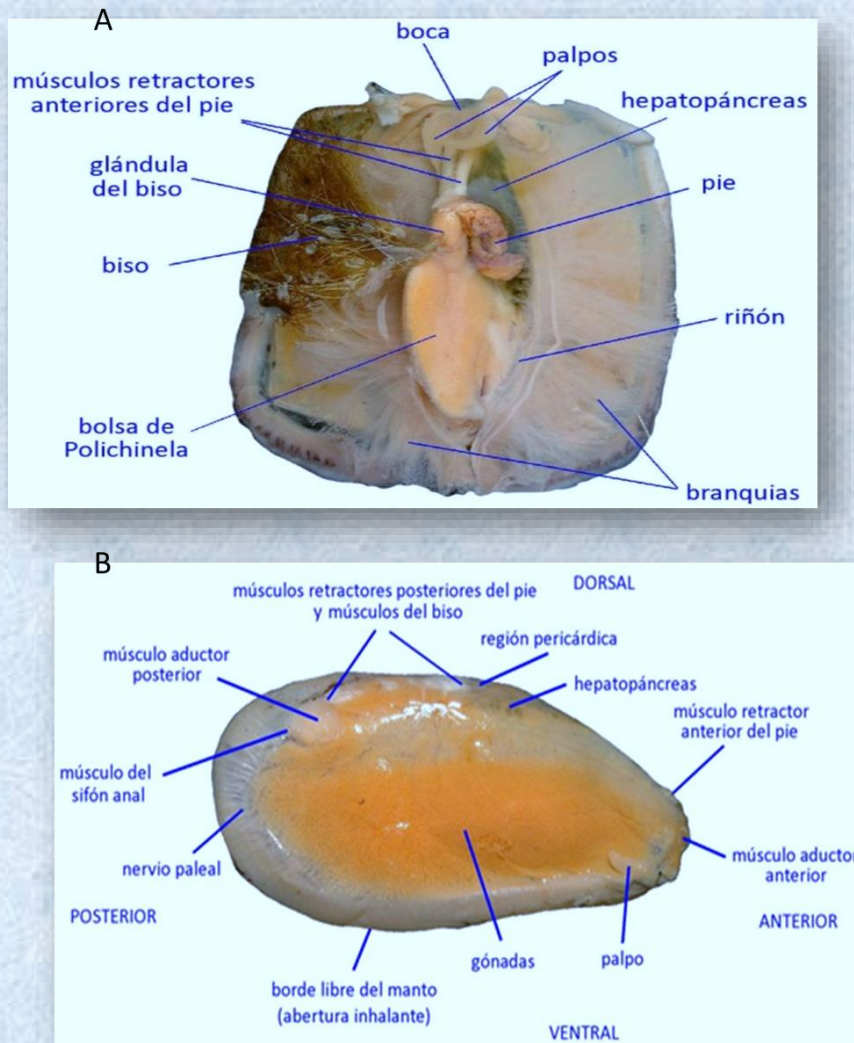 A
boca
palpos
músculos retractores
anteriores del pie
hepatopáncreas
glándula
del biso
pie
biso
riñón
bolsa de
Polichinela
branquias
B
músculos retractores posteriores del pie
y músculos del biso
DORSAL
región pericárdica
músculo aductor
posterior
hepatopáncreas
músculo retractor
anterior del pie
músculo del
sifón anal
nervio paleal
músculo aductor
anterior
POSTERIOR
ANTERIOR
gónadas
palpo
borde libre del manto
(abertura inhalante)
VENTRAL